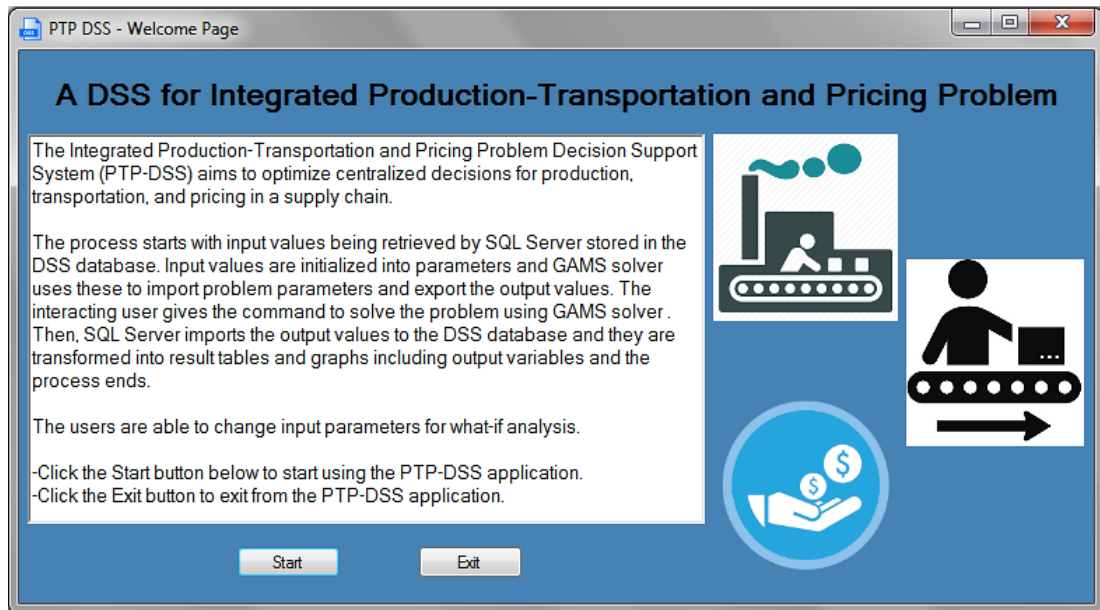 PTP DSS - Welcome Page
X
A DSS for Integrated Production-Transportation and Pricing Problem
The Integrated Production-Transportation and Pricing Problem Decision Support
System (PTP-DSS) aims to optimize centralized decisions for production,
transportation, and pricing in a supply chain.
The process starts with input values being retrieved by SQL Server stored in the
DSS database. Input values are initialized into parameters and GAMS solver
uses these to import problem parameters and export the output values. The
interacting user gives the command to solve the problem using GAMS solver .
Then, SQL Server imports the output values to the DSS database and they are
transformed into result tables and graphs including output variables and the
process ends.
The users are able to change input parameters for what-if analysis.
-Click the Start button below to start using the PTP-DSS application.
-Click the Exit button to exit from the PTP-DSS application.
$
$
Start
Exit